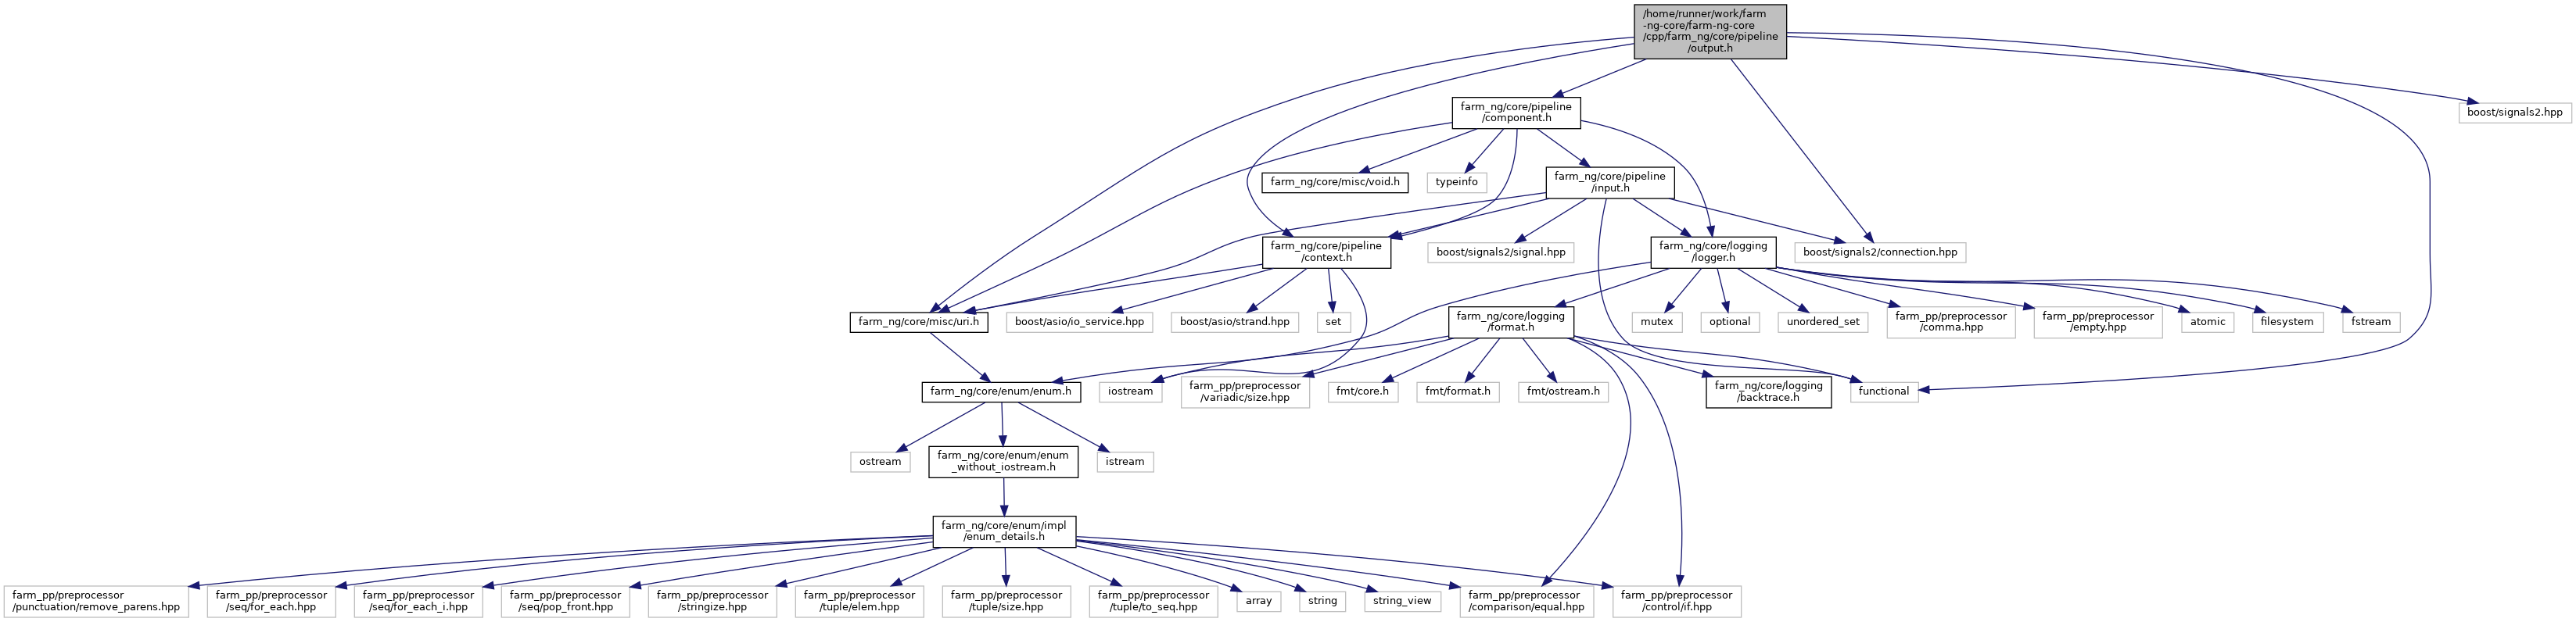 /home/runner/work/farm
-ng-core/farm-ng-core
/cpp/farm_ng/core/pipeline
/output.h
farm_ng/core/pipeline
/component.h
boost/signals2.hpp
farm_ng/core/misc/void.h
typeinfo
farm_ng/core/pipeline
/input.h
farm_ng/core/pipeline
/context.h
boost/signals2/signal.hpp
farm_ng/core/logging
/logger.h
boost/signals2/connection.hpp
farm_ng/core/misc/uri.h
boost/asio/io_service.hpp
boost/asio/strand.hpp
set
farm_ng/core/logging
/format.h
mutex
optional
unordered_set
farm_pp/preprocessor
/comma.hpp
farm_pp/preprocessor
/empty.hpp
atomic
filesystem
fstream
farm_ng/core/enum/enum.h
iostream
farm_pp/preprocessor
/variadic/size.hpp
fmt/core.h
fmt/format.h
fmt/ostream.h
farm_ng/core/logging
/backtrace.h
functional
ostream
farm_ng/core/enum/enum
_without_iostream.h
istream
farm_ng/core/enum/impl
/enum_details.h
farm_pp/preprocessor
/punctuation/remove_parens.hpp
farm_pp/preprocessor
/seq/for_each.hpp
farm_pp/preprocessor
/seq/for_each_i.hpp
farm_pp/preprocessor
/seq/pop_front.hpp
farm_pp/preprocessor
/stringize.hpp
farm_pp/preprocessor
/tuple/elem.hpp
farm_pp/preprocessor
/tuple/size.hpp
farm_pp/preprocessor
/tuple/to_seq.hpp
array
string
string_view
farm_pp/preprocessor
/comparison/equal.hpp
farm_pp/preprocessor
/control/if.hpp